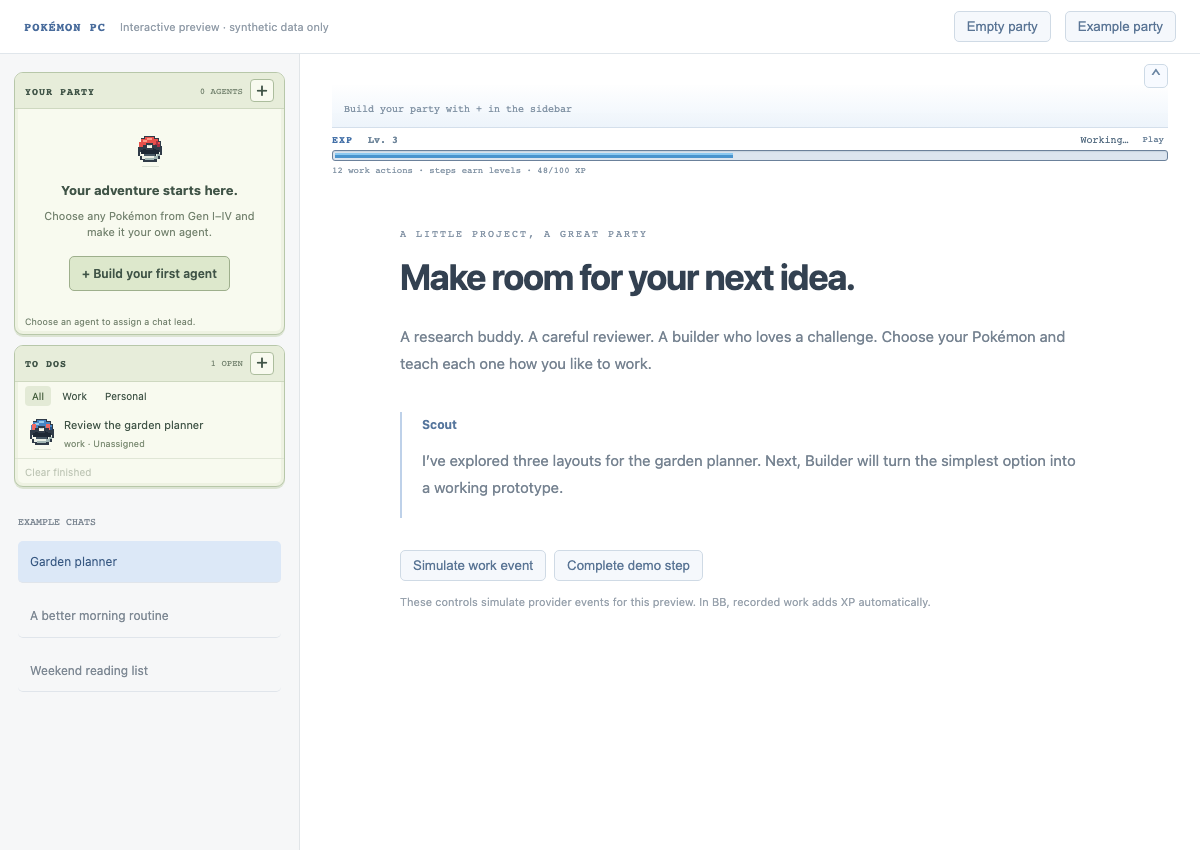 POKÉMON PC
Interactive preview · synthetic data only
Empty party
Example party
YOUR PARTY
0 AGENTS
+
Your adventure starts here.
Choose any Pokémon from Gen I–IV and
make it your own agent.
+ Build your first agent
Choose an agent to assign a chat lead.
TO DOS
1 OPEN
+
All
Work
Personal
Review the garden planner
work · Unassigned
Clear finished
EXAMPLE CHATS
Garden planner
A better morning routine
Weekend reading list
^
Build your party with + in the sidebar
EXP Lv. 3
Working…
Play
12 work actions · steps earn levels · 48/100 XP
A LITTLE PROJECT, A GREAT PARTY
Make room for your next idea.
A research buddy. A careful reviewer. A builder who loves a challenge. Choose your Pokémon and
teach each one how you like to work.
Scout
I’ve explored three layouts for the garden planner. Next, Builder will turn the simplest option into
a working prototype.
Simulate work event
Complete demo step
These controls simulate provider events for this preview. In BB, recorded work adds XP automatically.